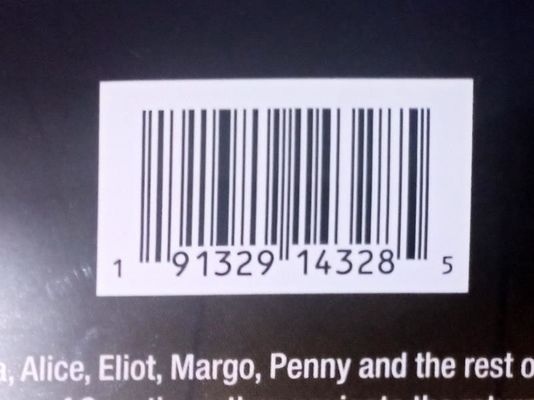 1 91329 14328 5
a, Alice, Eliot, Margo, Penny and the rest o